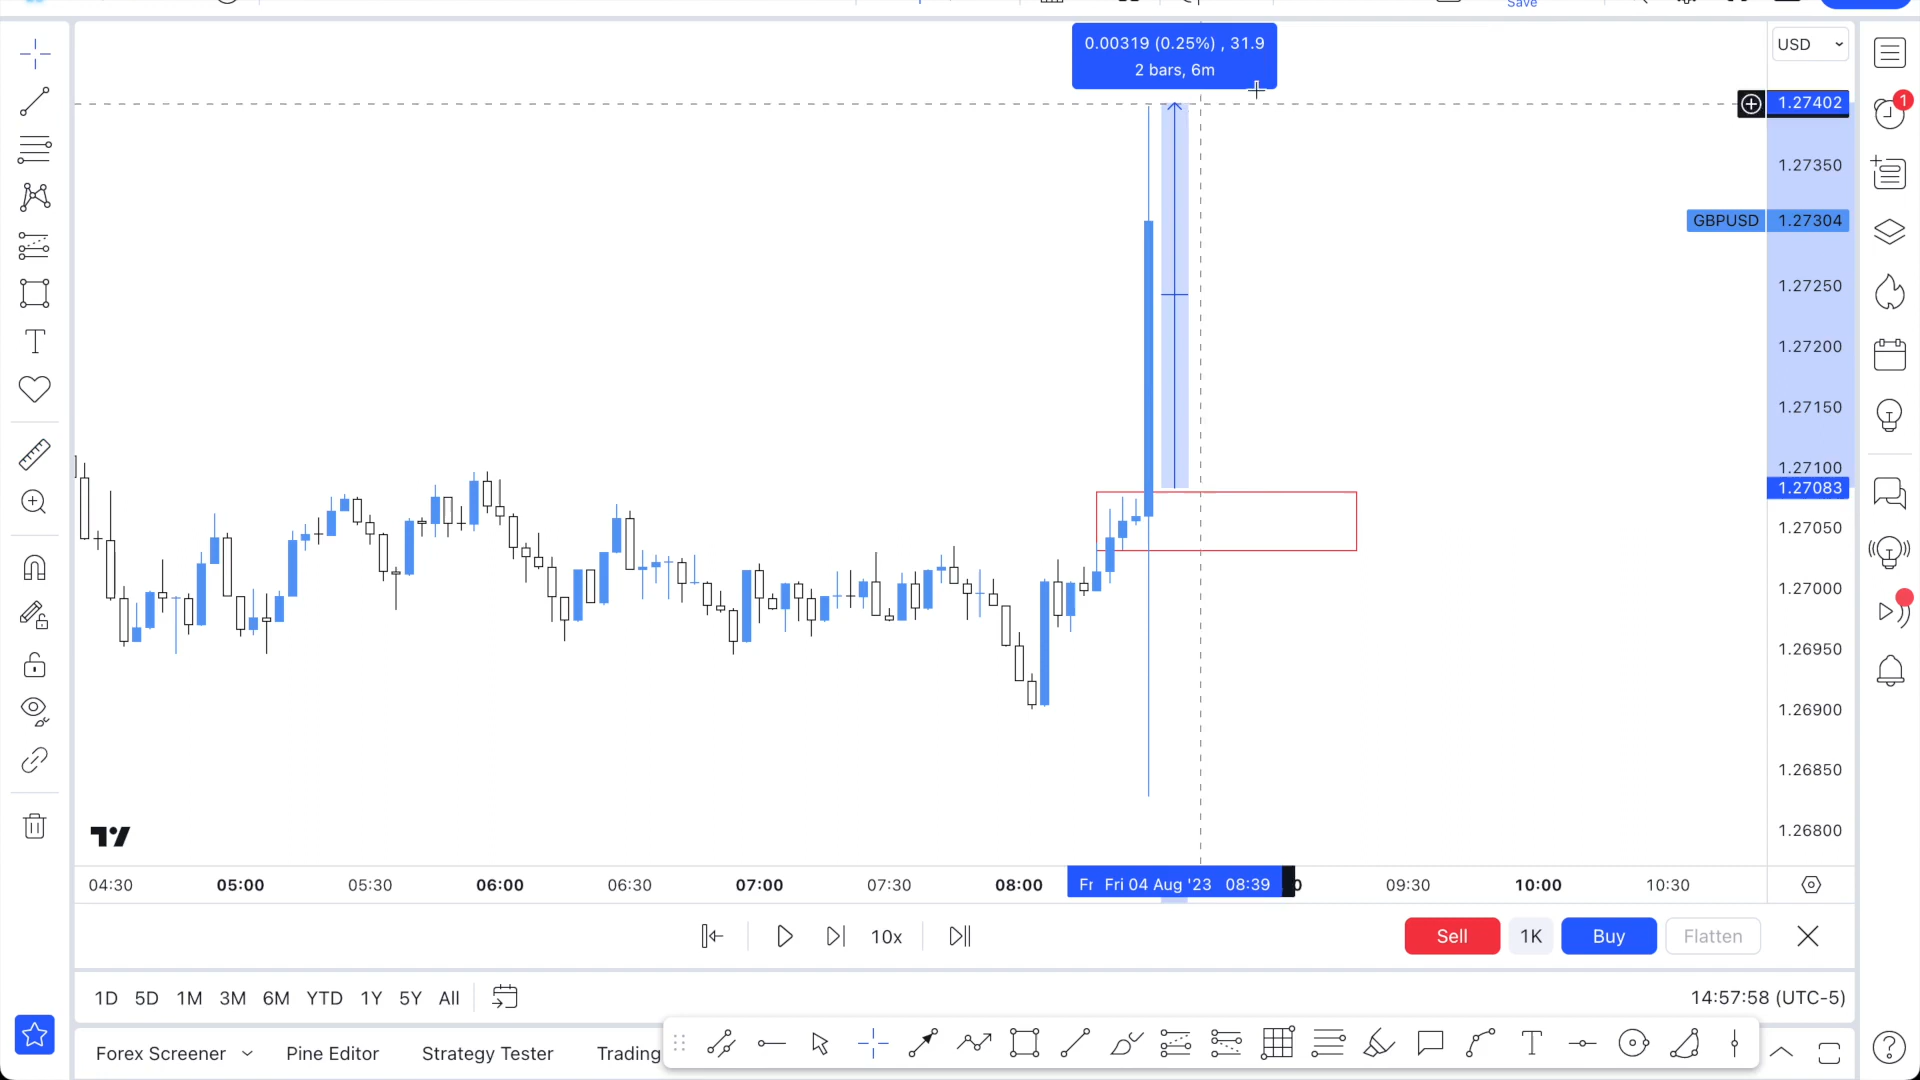 Save
0.00319 (0.25%) , 31.9
2 bars, 6m
USD
1.27402
1
1.27350
GBPUSD 1.27304
1.27250
1.27200
1.27150
1.27100
1.27083
1.27050
1.27000
1.26950
1.26900
1.26850
1.26800
04:30 05:00 05:30 06:00 06:30 07:00 07:30 08:00 Fr Fri 04 Aug '23 08:39 0 09:30 10:00 10:30
10x
Sell 1K Buy Flatten
1D 5D 1M 3M 6M YTD 1Y 5Y All
14:57:58 (UTC-5)
Forex Screener Pine Editor Strategy Tester Trading